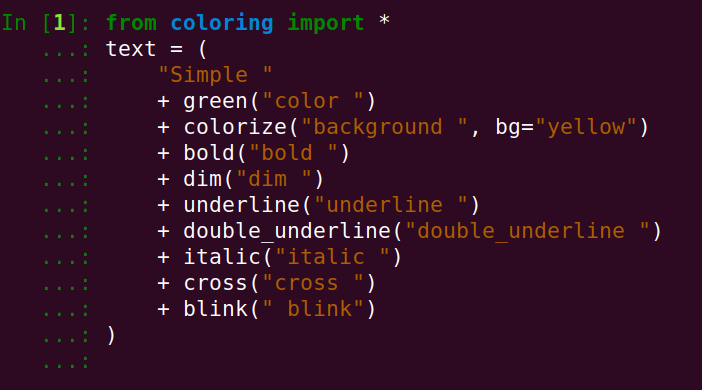 In [1]: from coloring import *
   ...: text = (
   ...:     "Simple "
   ...:     + green("color ")
   ...:     + colorize("background ", bg="yellow")
   ...:     + bold("bold ")
   ...:     + dim("dim ")
   ...:     + underline("underline ")
   ...:     + double_underline("double_underline ")
   ...:     + italic("italic ")
   ...:     + cross("cross ")
   ...:     + blink(" blink")
   ...: )
   ...: